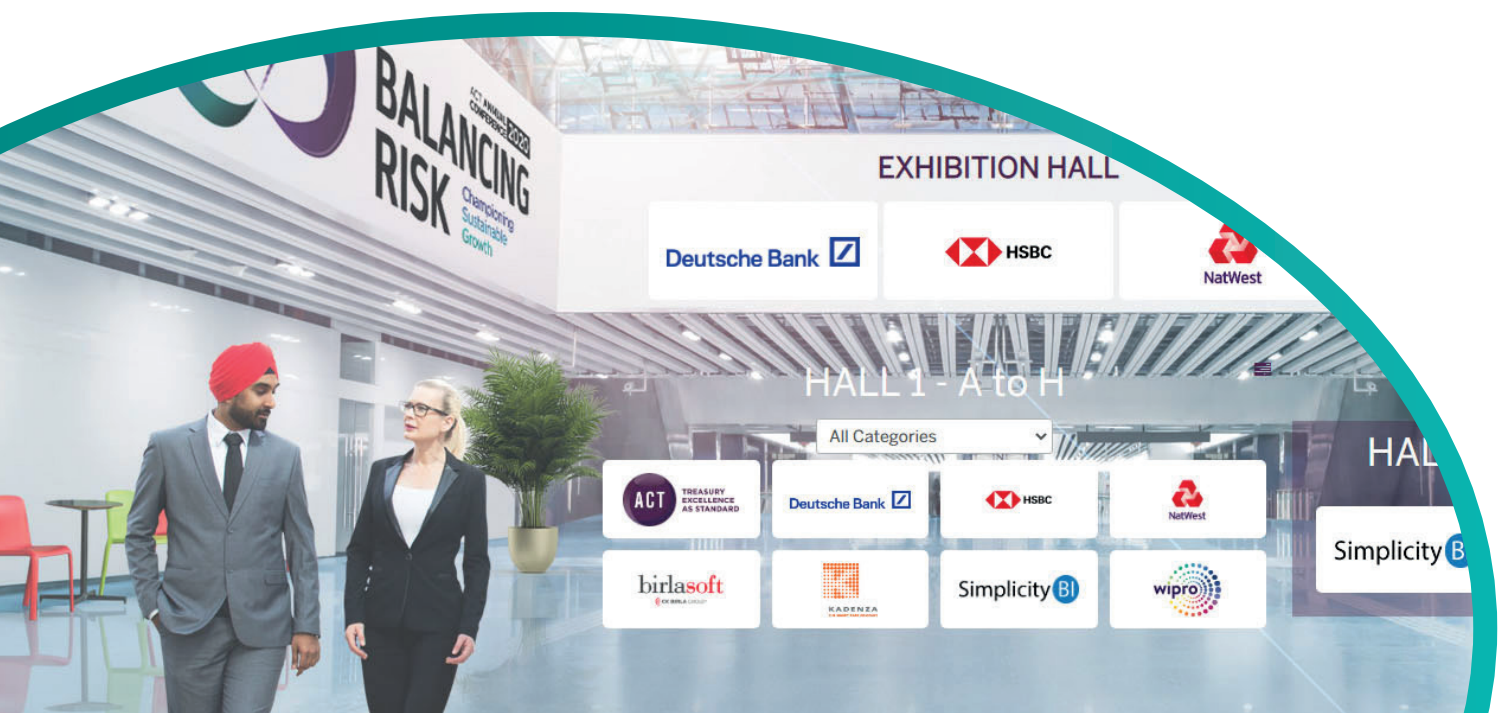 BALANCING
RISK
ACT ANNUAL
CONFERENCE 2020
Championing
Sustainable
Growth
EXHIBITION HALL
Deutsche Bank
HSBC
NatWest
HALL 1 - A to H
All Categories
ACT
TREASURY
EXCELLENCE
AS STANDARD
Deutsche Bank
HSBC
NatWest
birlasoft
KADENZA
Simplicity BI
wipro
HAL
Simplicity B